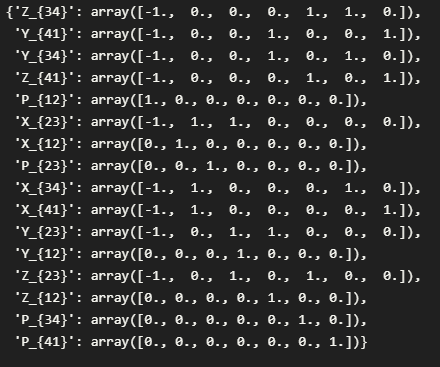 {'Z_{34}': array([-1., 0., 0., 0., 1., 1., 0.]),
'Y_{41}': array([-1., 0., 0., 1., 0., 0., 1.]),
'Y_{34}': array([-1., 0., 0., 1., 0., 1., 0.]),
'Z_{41}': array([-1., 0., 0., 0., 1., 0., 1.]),
'P_{12}': array([1., 0., 0., 0., 0., 0., 0.]),
'X_{23}': array([-1., 1., 1., 0., 0., 0., 0.]),
'X_{12}': array([0., 1., 0., 0., 0., 0., 0.]),
'P_{23}': array([0., 0., 1., 0., 0., 0., 0.]),
'X_{34}': array([-1., 1., 0., 0., 0., 1., 0.]),
'X_{41}': array([-1., 1., 0., 0., 0., 0., 1.]),
'Y_{23}': array([-1., 0., 1., 1., 0., 0., 0.]),
'Y_{12}': array([0., 0., 0., 1., 0., 0., 0.]),
'Z_{23}': array([-1., 0., 1., 0., 1., 0., 0.]),
'Z_{12}': array([0., 0., 0., 0., 1., 0., 0.]),
'P_{34}': array([0., 0., 0., 0., 0., 1., 0.]),
'P_{41}': array([0., 0., 0., 0., 0., 0., 1.])}